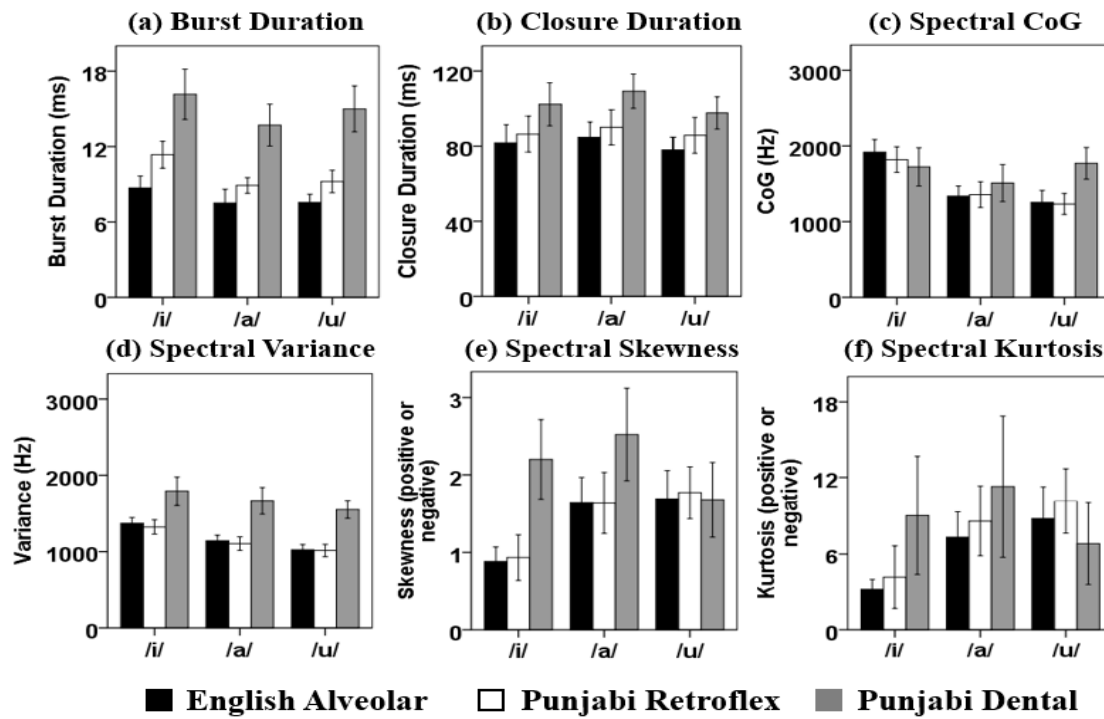 (a) Burst Duration
Burst Duration (ms)
18
12
6
0
/i/ /a/ /u/
(b) Closure Duration
Closure Duration (ms)
120
80
40
0
/i/ /a/ /u/
(c) Spectral CoG
CoG (Hz)
3000
2000
1000
0
/i/ /a/ /u/
(d) Spectral Variance
Variance (Hz)
3000
2000
1000
0
/i/ /a/ /u/
(e) Spectral Skewness
Skewness (positive or
negative)
3
2
1
0
/i/ /a/ /u/
(f) Spectral Kurtosis
Kurtosis (positive or
negative)
18
12
6
0
/i/ /a/ /u/
English Alveolar Punjabi Retroflex Punjabi Dental